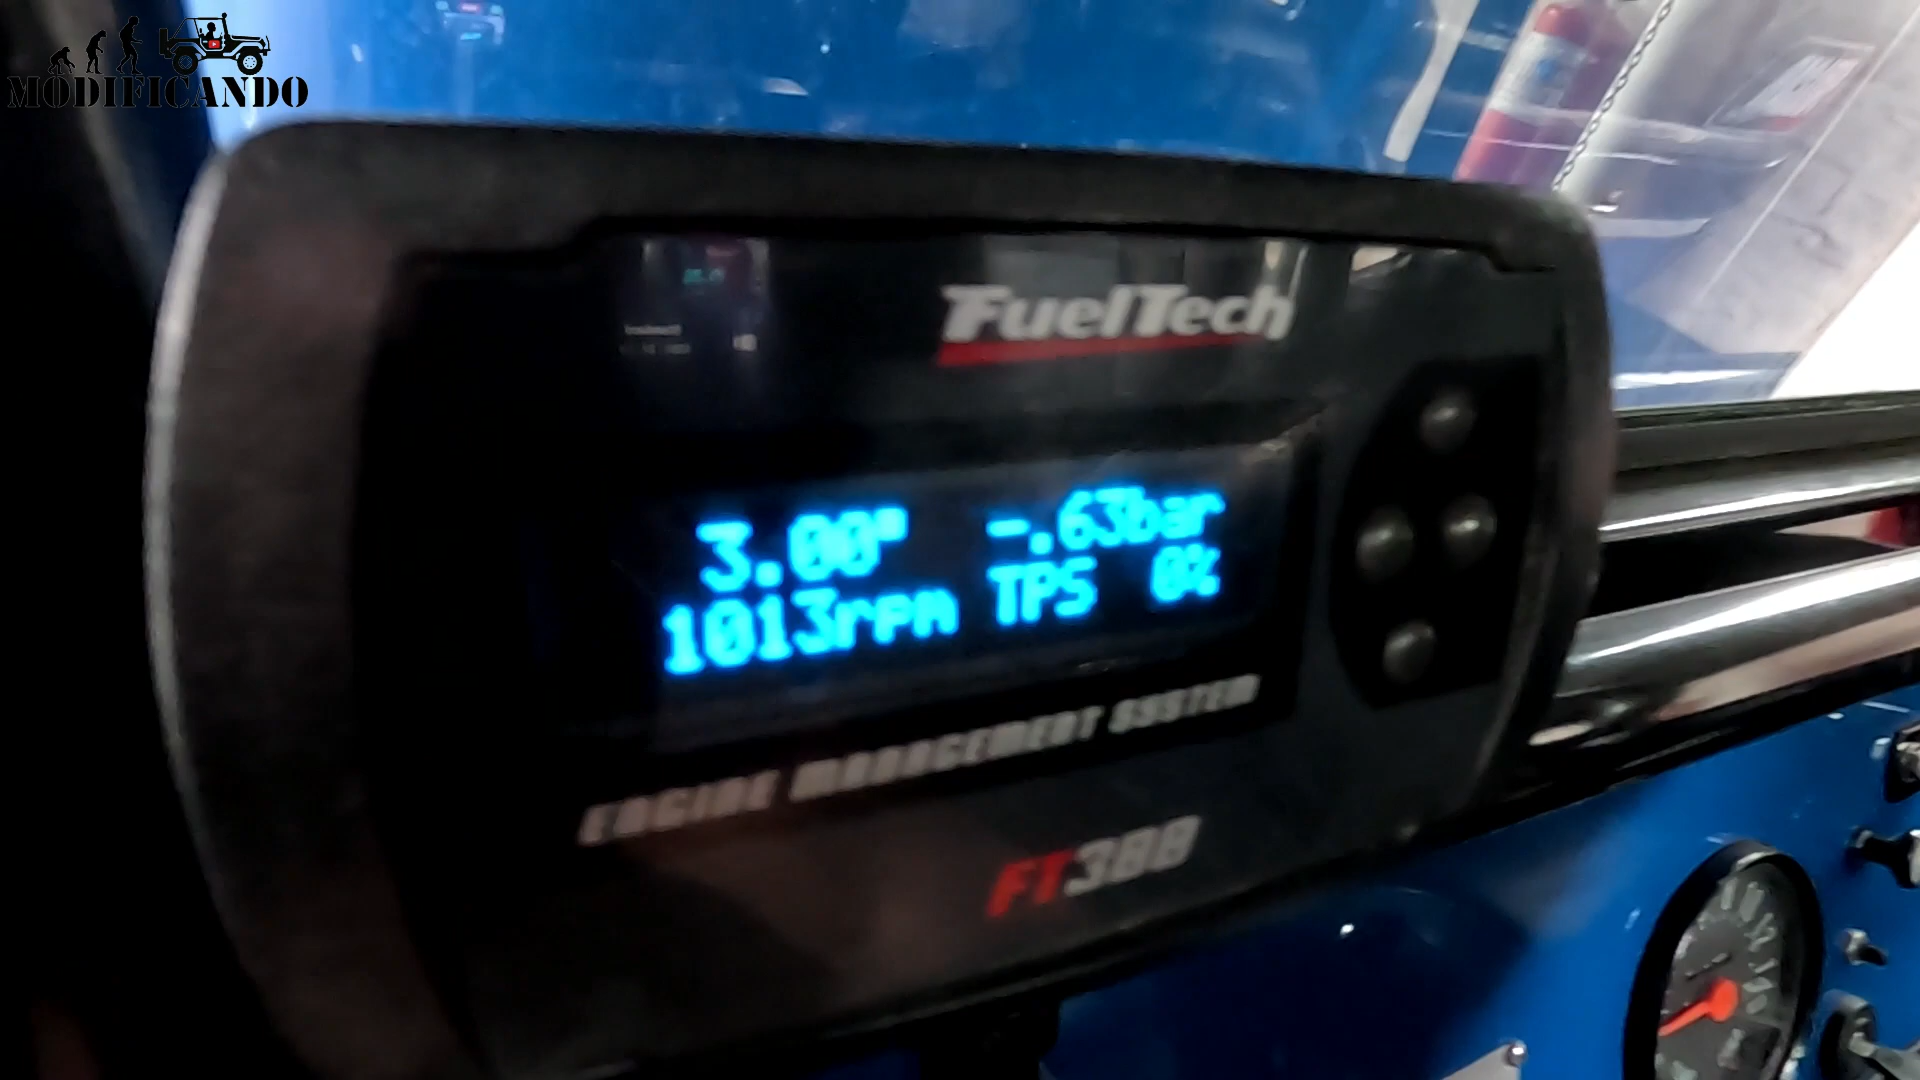 MODIFICANDO
FuelTech
3.00° -.63bar
1013rpm TPS 0%
ENGINE MANAGEMENT SYSTEM
FT300